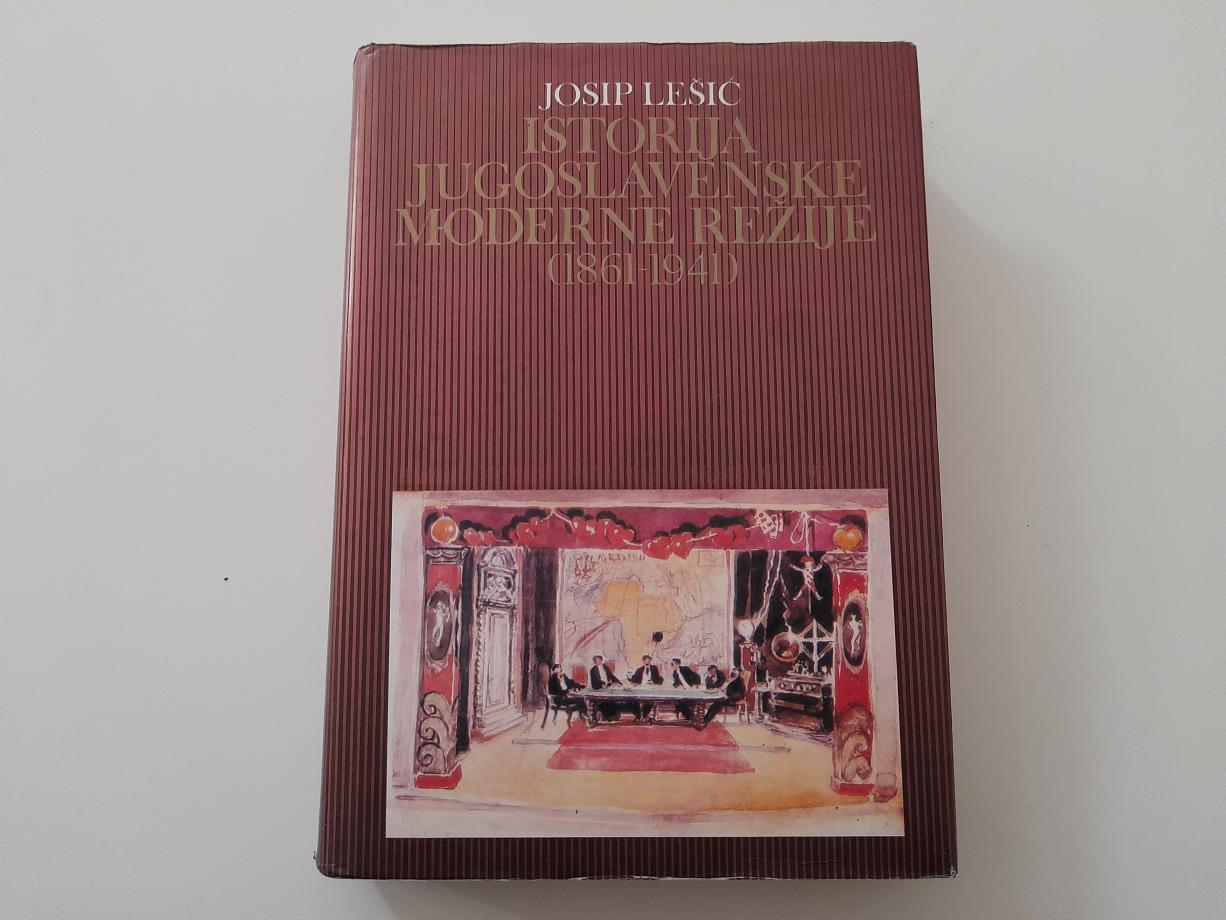 JOSIP LEŠIĆ
ISTORIJA
JUGOSLAVENSKE
MODERNE REŽIJE
(1861-1941)